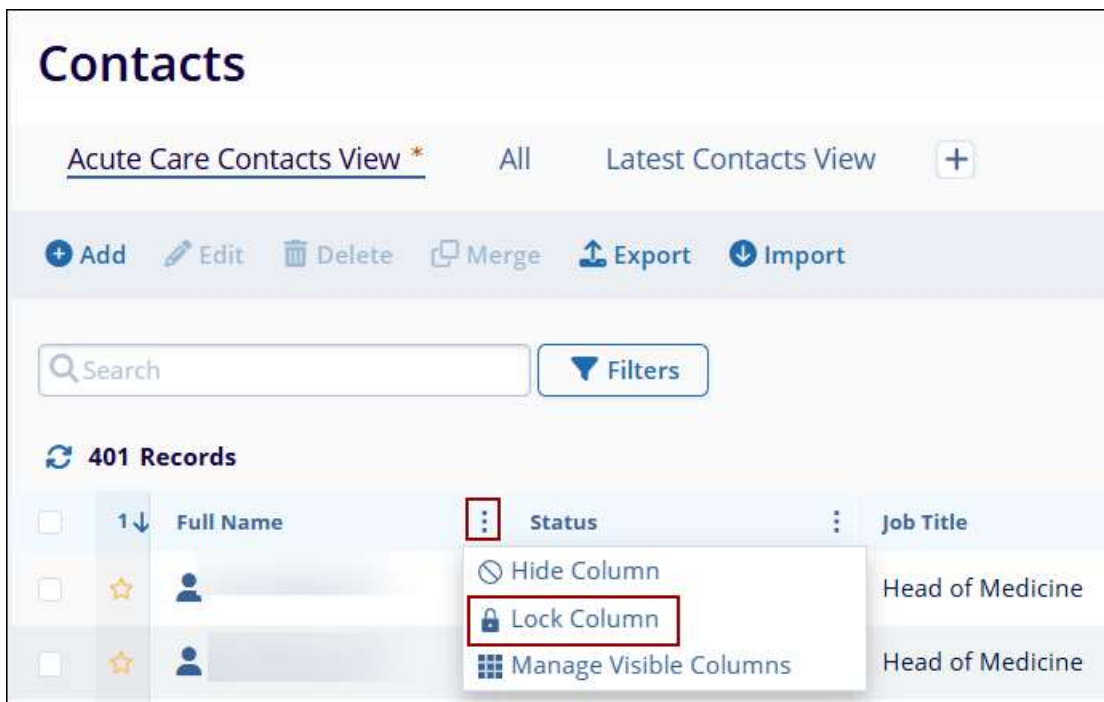 Contacts
Acute Care Contacts View * All Latest Contacts View +
Add Edit Delete Merge Export Import
Search Filters
401 Records
1 Full Name Status Job Title
Hide Column
Head of Medicine
Lock Column
Manage Visible Columns
Head of Medicine